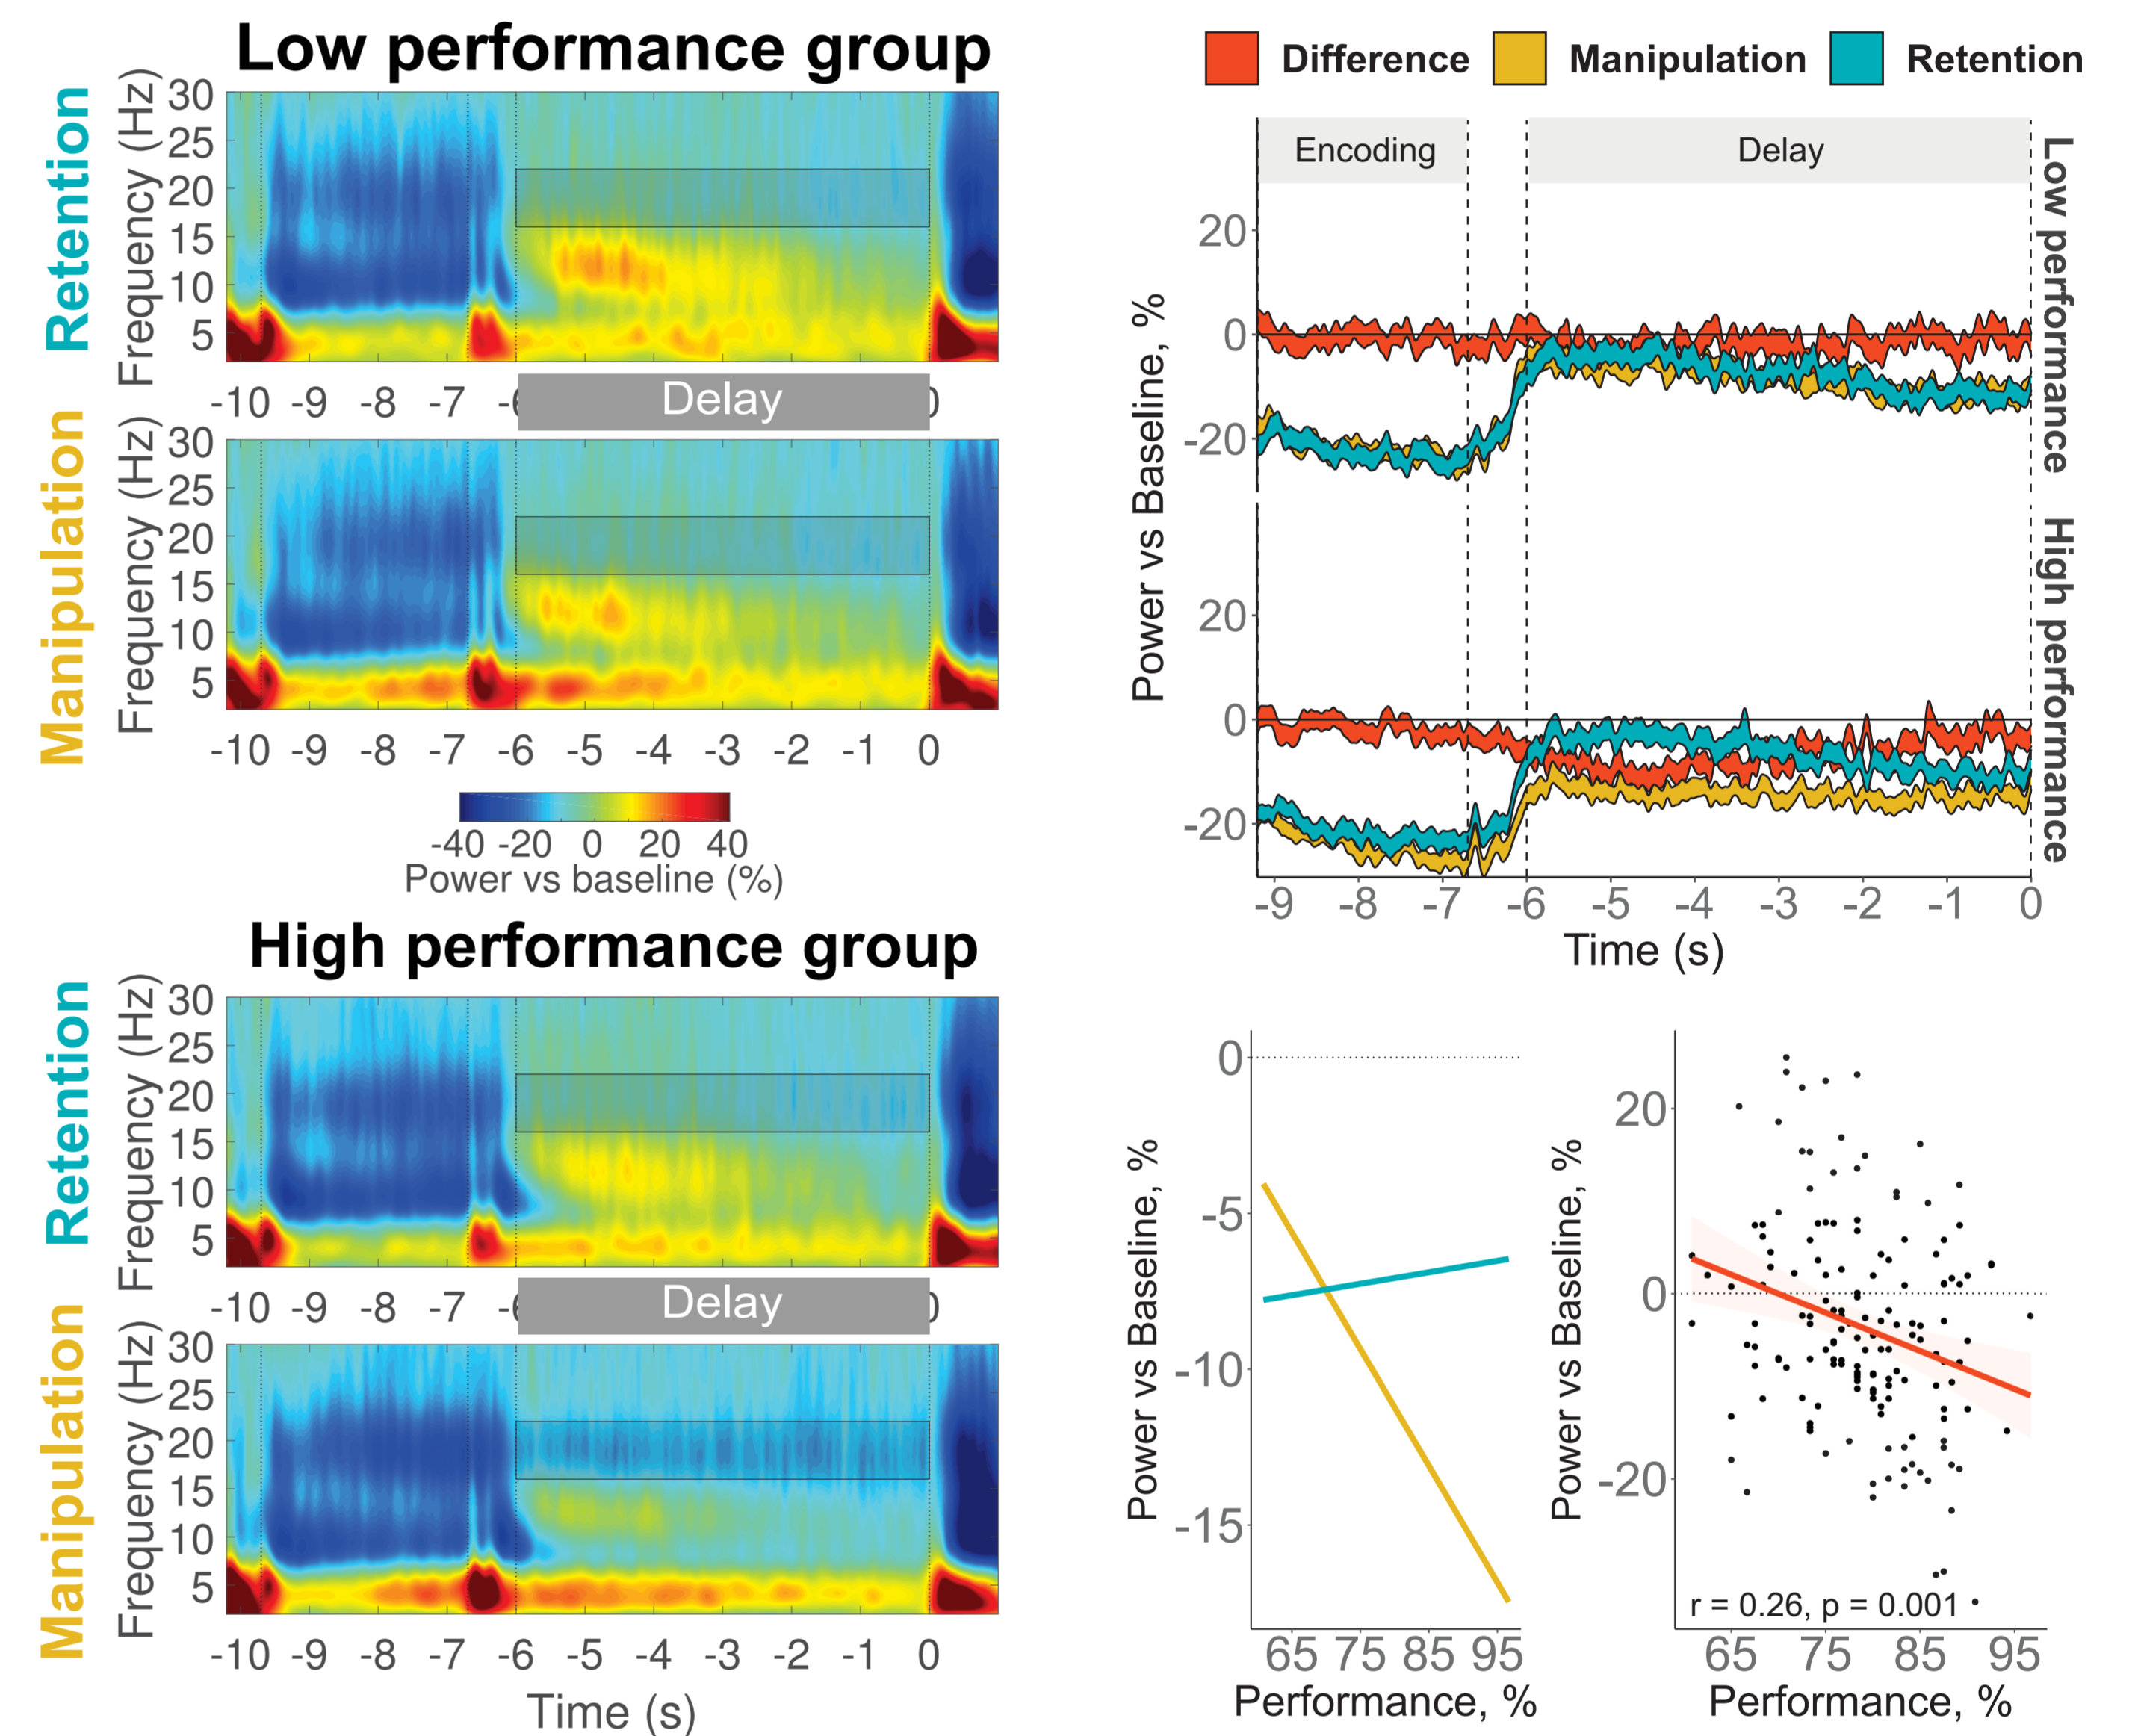 Low performance group
Retention
Frequency (Hz)
30
25
20
15
10
5
-10 -9 -8 -7 -6 Delay 0
Manipulation
Frequency (Hz)
30
25
20
15
10
5
-10 -9 -8 -7 -6 -5 -4 -3 -2 -1 0
-40 -20 0 20 40
Power vs baseline (%)
High performance group
Retention
Frequency (Hz)
30
25
20
15
10
5
-10 -9 -8 -7 -6 Delay 0
Manipulation
Frequency (Hz)
30
25
20
15
10
5
-10 -9 -8 -7 -6 -5 -4 -3 -2 -1 0
Time (s)
Difference Manipulation Retention
Encoding Delay
Power vs Baseline, %
20
0
-20
Low performance
20
0
-20
High performance
-9 -8 -7 -6 -5 -4 -3 -2 -1 0
Time (s)
Power vs Baseline, %
0
-5
-10
-15
65 75 85 95
Performance, %
Power vs Baseline, %
20
0
-20
r = 0.26, p = 0.001
65 75 85 95
Performance, %